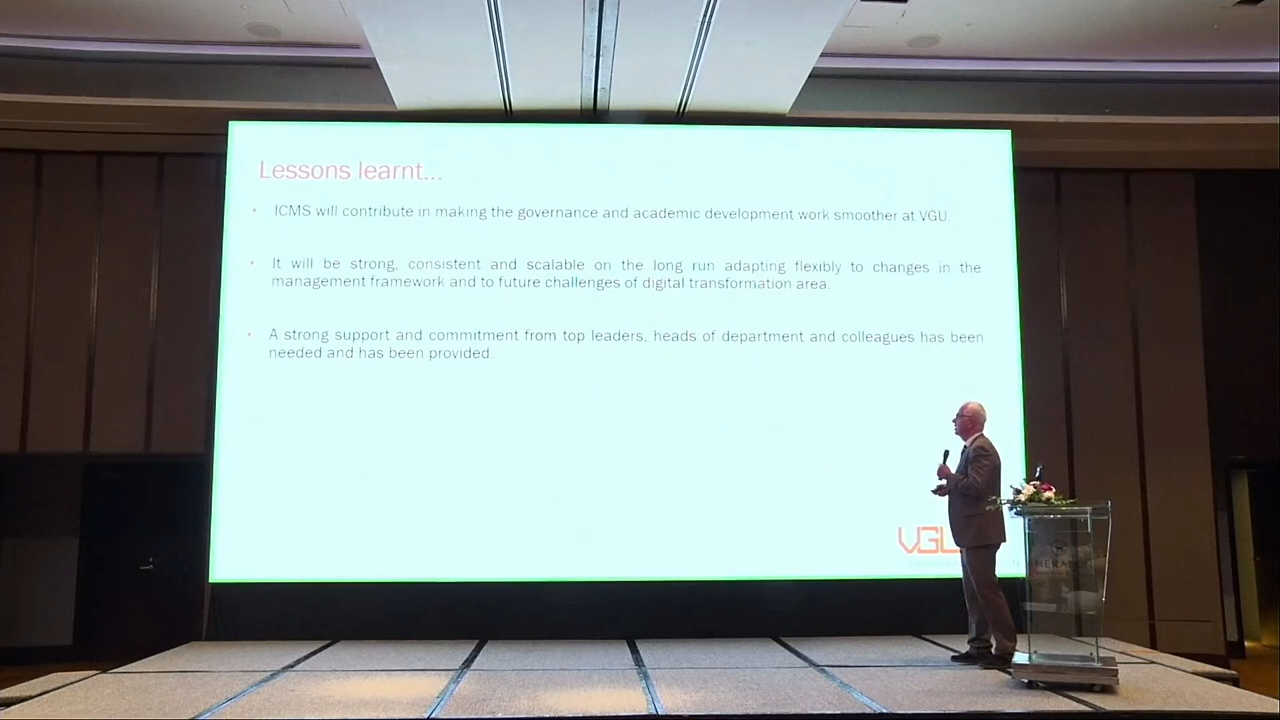 Lessons learnt...
• ICMS will contribute in making the governance and academic development work smoother at VGU.
• It will be strong, consistent and scalable on the long run adapting flexibly to changes in the
management framework and to future challenges of digital transformation area.
• A strong support and commitment from top leaders, heads of department and colleagues has been
needed and has been provided.
VGU